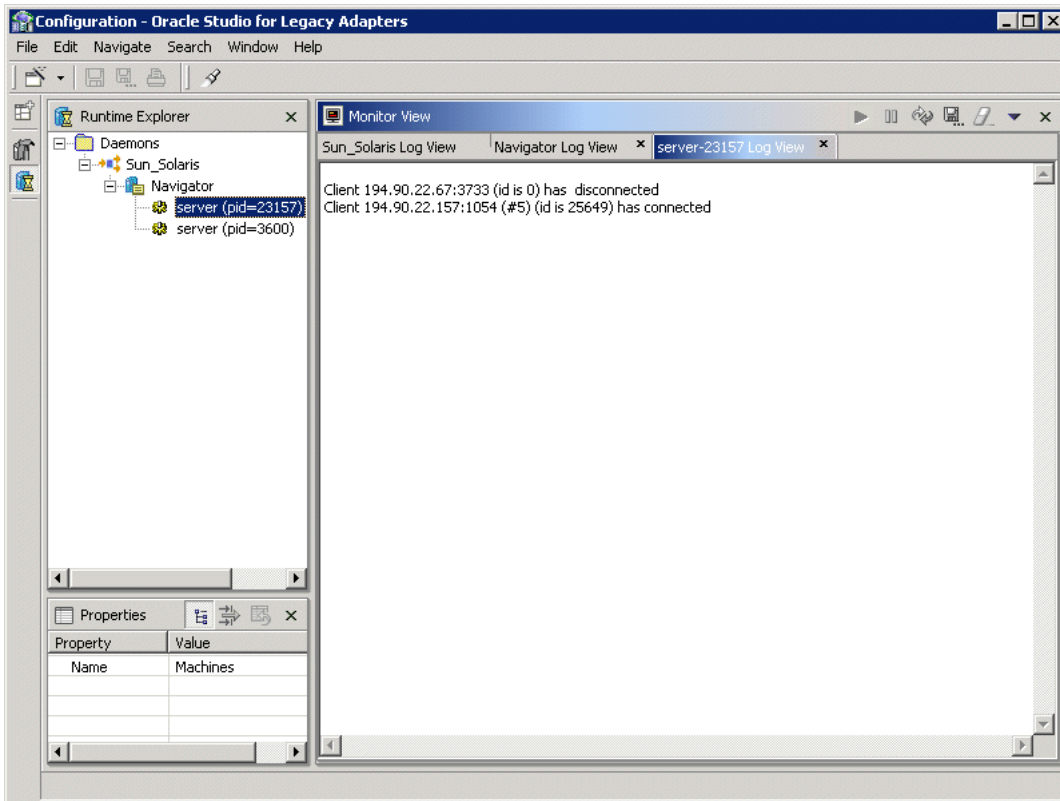 Configuration - Oracle Studio for Legacy Adapters
File Edit Navigate Search Window Help
Runtime Explorer
Daemons
Sun_Solaris
Navigator
server (pid=23157)
server (pid=3600)
Monitor View
Sun_Solaris Log View Navigator Log View server-23157 Log View
Client 194.90.22.67:3733 (id is 0) has disconnected
Client 194.90.22.157:1054 (#5) (id is 25649) has connected
Properties
Property Value
Name Machines